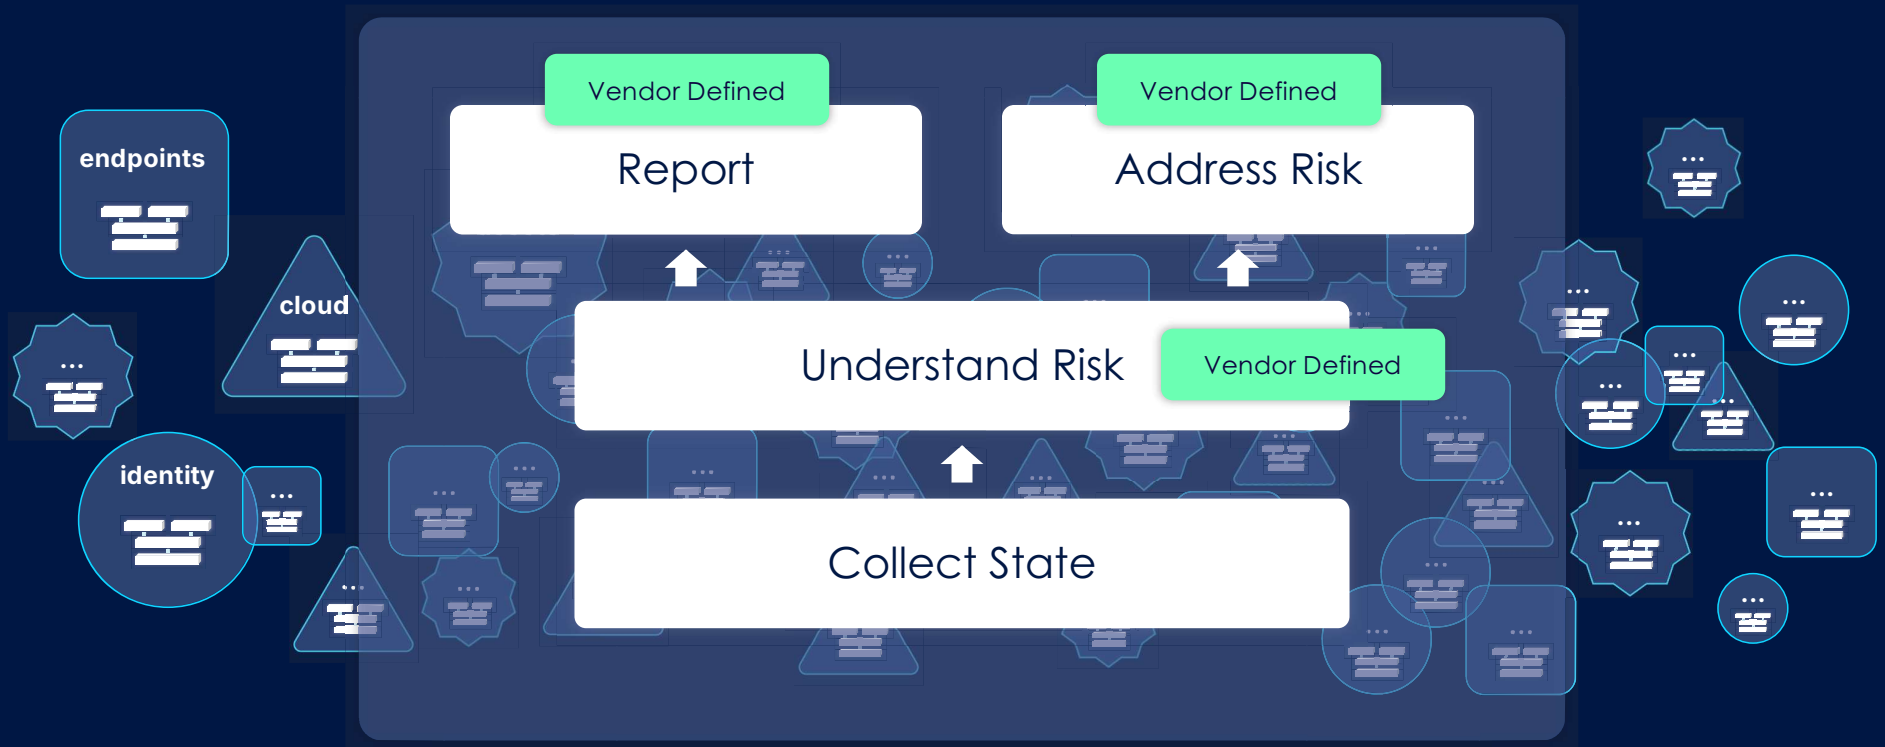 Vendor Defined
Report
Vendor Defined
Address Risk
endpoints
cloud
identity
Understand Risk
Vendor Defined
Collect State
...
...
...
...
...
...
...
...
...
...
...